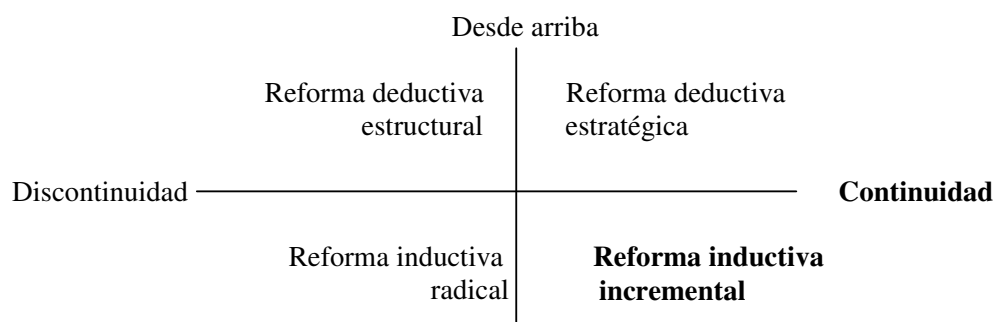 Desde arriba
Reforma deductiva
estructural
Reforma deductiva
estratégica
Discontinuidad
Continuidad
Reforma inductiva
radical
Reforma inductiva
incremental